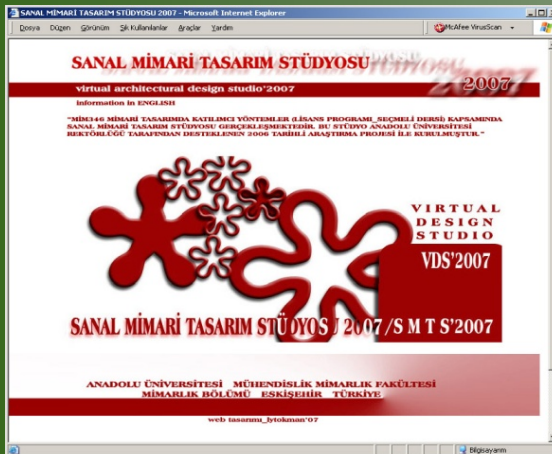 SANAL MİMARİ TASARIM STÜDYOSU 2007 - Microsoft Internet Explorer
Dosya Düzen Görünüm Sık Kullanılanlar Araçlar Yardım
McAfee VirusScan
SANAL MİMARİ TASARIM STÜDYOSU
2007
virtual architectural design studio'2007
information in ENGLISH
"MİM346 MİMARİ TASARIMDA KATILIMCI YÖNTEMLER (LİSANS PROGRAMI_SEÇMELİ DERS) KAPSAMINDA
SANAL MİMARİ TASARIM STÜDYOSU GERÇEKLEŞMEKTEDİR. BU STÜDYO ANADOLU ÜNİVERSİTESİ
REKTÖRLÜĞÜ TARAFINDAN DESTEKLENEN 2006 TARİHLİ ARAŞTIRMA PROJESİ İLE KURULMUŞTUR."
VIRTUAL
DESIGN
STUDIO
VDS'2007
SANAL MİMARİ TASARIM STÜDYOSU 2007 /S M T S'2007
ANADOLU ÜNİVERSİTESİ MÜHENDİSLİK MİMARLIK FAKÜLTESİ
MİMARLIK BÖLÜMÜ ESKİŞEHİR TÜRKİYE
web tasarımı_lytokman'07
Bilgisayarım